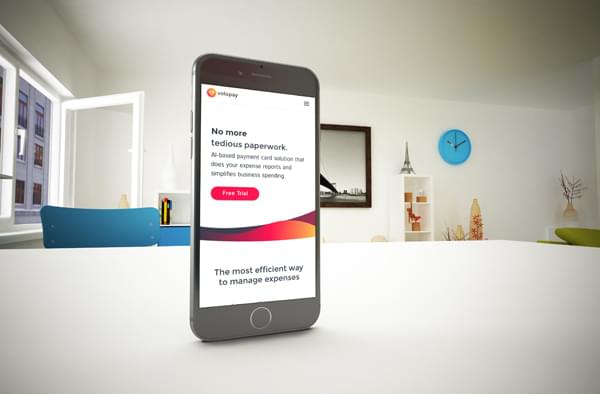 volopay
No more
tedious paperwork.
AI-based payment card solution that
does your expense reports and
simplifies business spending.
Free Trial
The most efficient way
to manage expenses